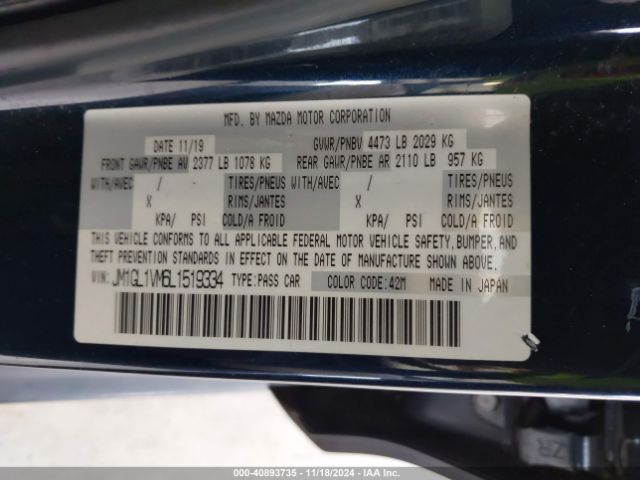 MFD. BY MAZDA MOTOR CORPORATION
DATE 11/19 GVWR/PNBV 4473 LB 2029 KG
FRONT GAWR/PNBE AV 2377 LB 1078 KG REAR GAWR/PNBE AR 2110 LB 957 KG
WITH/AVEC / TIRES/PNEUS WITH/AVEC / TIRES/PNEUS
X RIMS/JANTES X RIMS/JANTES
KPA/ PSI COLD/A FROID KPA/ PSI COLD/A FROID
THIS VEHICLE CONFORMS TO ALL APPLICABLE FEDERAL MOTOR VEHICLE SAFETY, BUMPER, AND
THEFT PREVENTION STANDARDS IN EFFECT ON THE DATE OF MANUFACTURE SHOWN ABOVE.
VIN: JM1GL1VM6L1519334 TYPE:PASS CAR COLOR CODE:42M MADE IN JAPAN
ZR
000-40893735 - 11/18/2024 - IAA Inc.